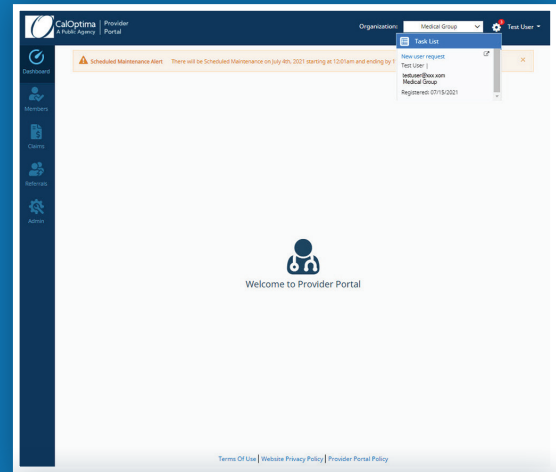 CalOptima Provider
A Public Agency Portal
Organization: Medical Group Test User
Task List
New user request
Test User |
testuser@xxx.xom
Medical Group
Registered: 07/15/2021
Scheduled Maintenance Alert There will be Scheduled Maintenance on July 4th, 2021 starting at 12:01am and ending by
Dashboard
Members
Claims
Referrals
Admin
Welcome to Provider Portal
Terms Of Use | Website Privacy Policy | Provider Portal Policy